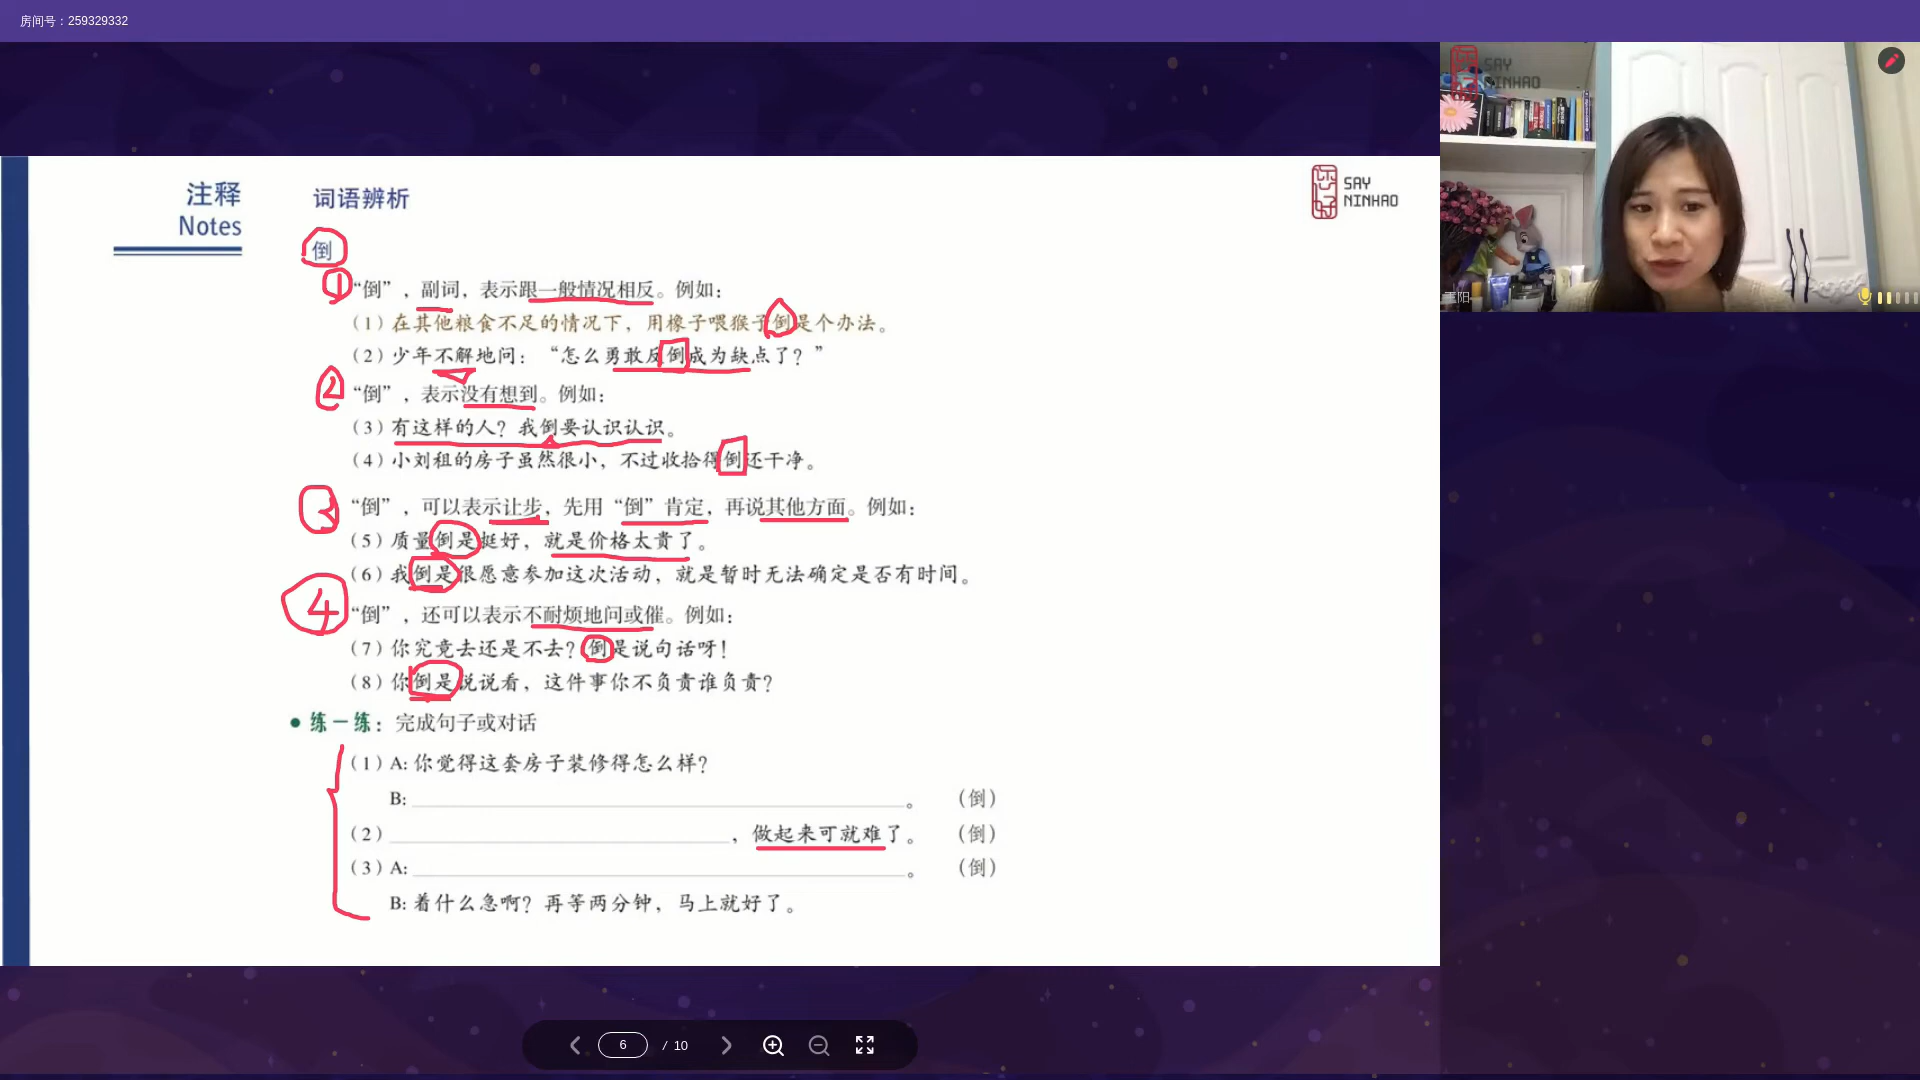 房间号：259329332
SAY
NINHAO
注释
Notes
词语辨析
SAY
NINHAO
倒
① “倒”，副词，表示跟一般情况相反。例如：
（1）在其他粮食不足的情况下，用橡子喂猴子倒是个办法。
（2）少年不解地问：“怎么勇敢反倒成为缺点了？”
② “倒”，表示没有想到。例如：
（3）有这样的人？我倒要认识认识。
（4）小刘租的房子虽然很小，不过收拾得倒还干净。
3 “倒”，可以表示让步，先用“倒”肯定，再说其他方面。例如：
（5）质量倒是挺好，就是价格太贵了。
（6）我倒是很愿意参加这次活动，就是暂时无法确定是否有时间。
4 “倒”，还可以表示不耐烦地问或催。例如：
（7）你究竟去还是不去？倒是说句话呀！
（8）你倒是说说看，这件事你不负责谁负责？
● 练一练：完成句子或对话
（1）A: 你觉得这套房子装修得怎么样？
B: ______。（倒）
（2）______，做起来可就难了。（倒）
（3）A: ______。（倒）
B: 着什么急啊？再等两分钟，马上就好了。
6 / 10